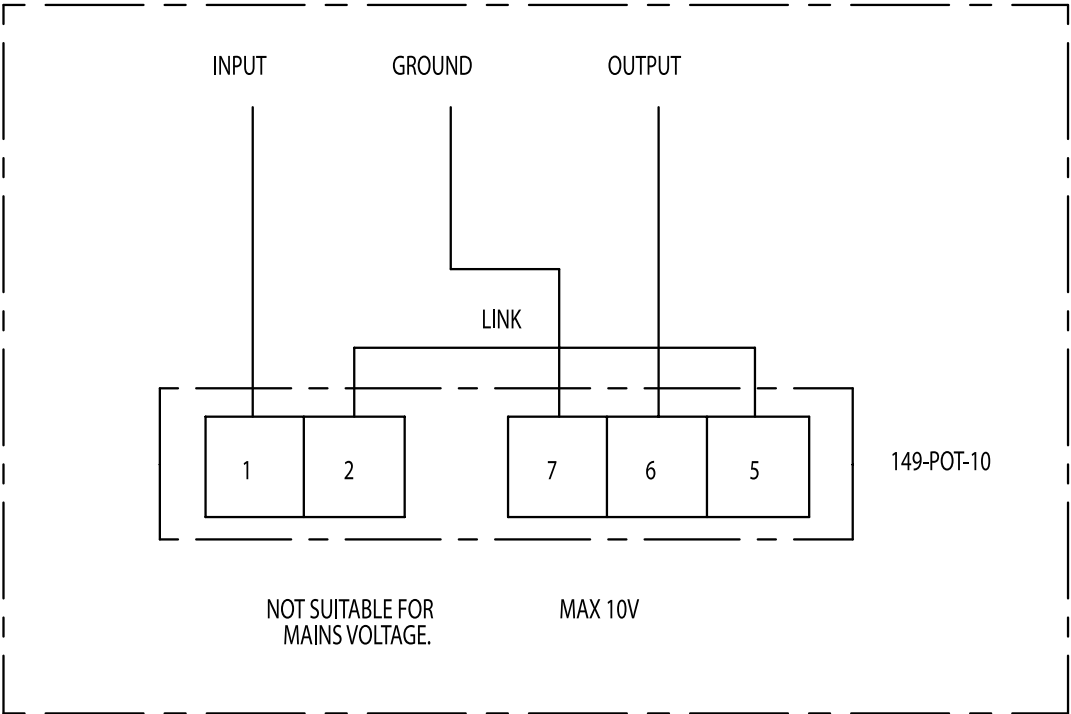 INPUT GROUND OUTPUT
LINK
1 2 7 6 5
149-POT-10
NOT SUITABLE FOR
MAINS VOLTAGE.
MAX 10V